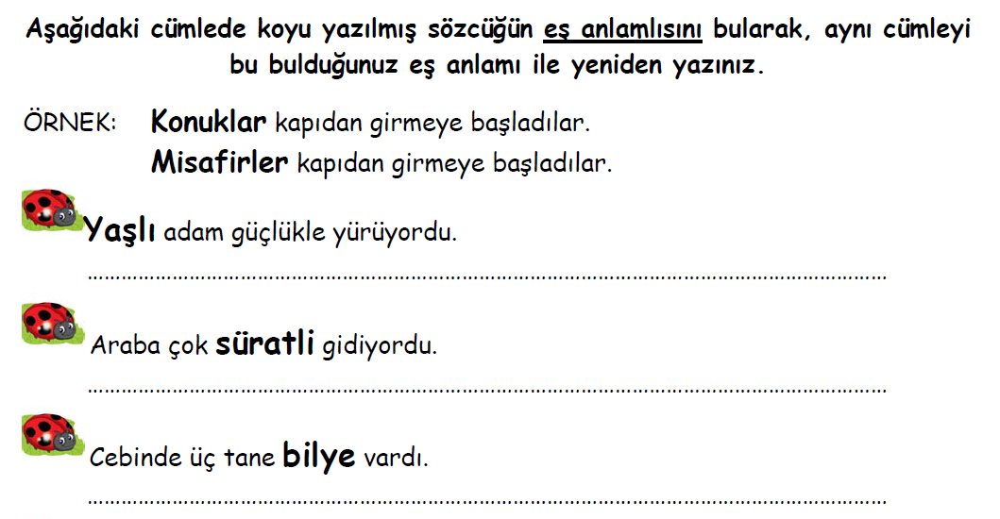 Aşağıdaki cümlede koyu yazılmış sözcüğün eş anlamlısını bularak, aynı cümleyi
bu bulduğunuz eş anlamı ile yeniden yazınız.
ÖRNEK: Konuklar kapıdan girmeye başladılar.
Misafirler kapıdan girmeye başladılar.
Yaşlı adam güçlükle yürüyordu.
……………………………………………………………………………………………………………………………
Araba çok süratli gidiyordu.
……………………………………………………………………………………………………………………………
Cebinde üç tane bilye vardı.
……………………………………………………………………………………………………………………………